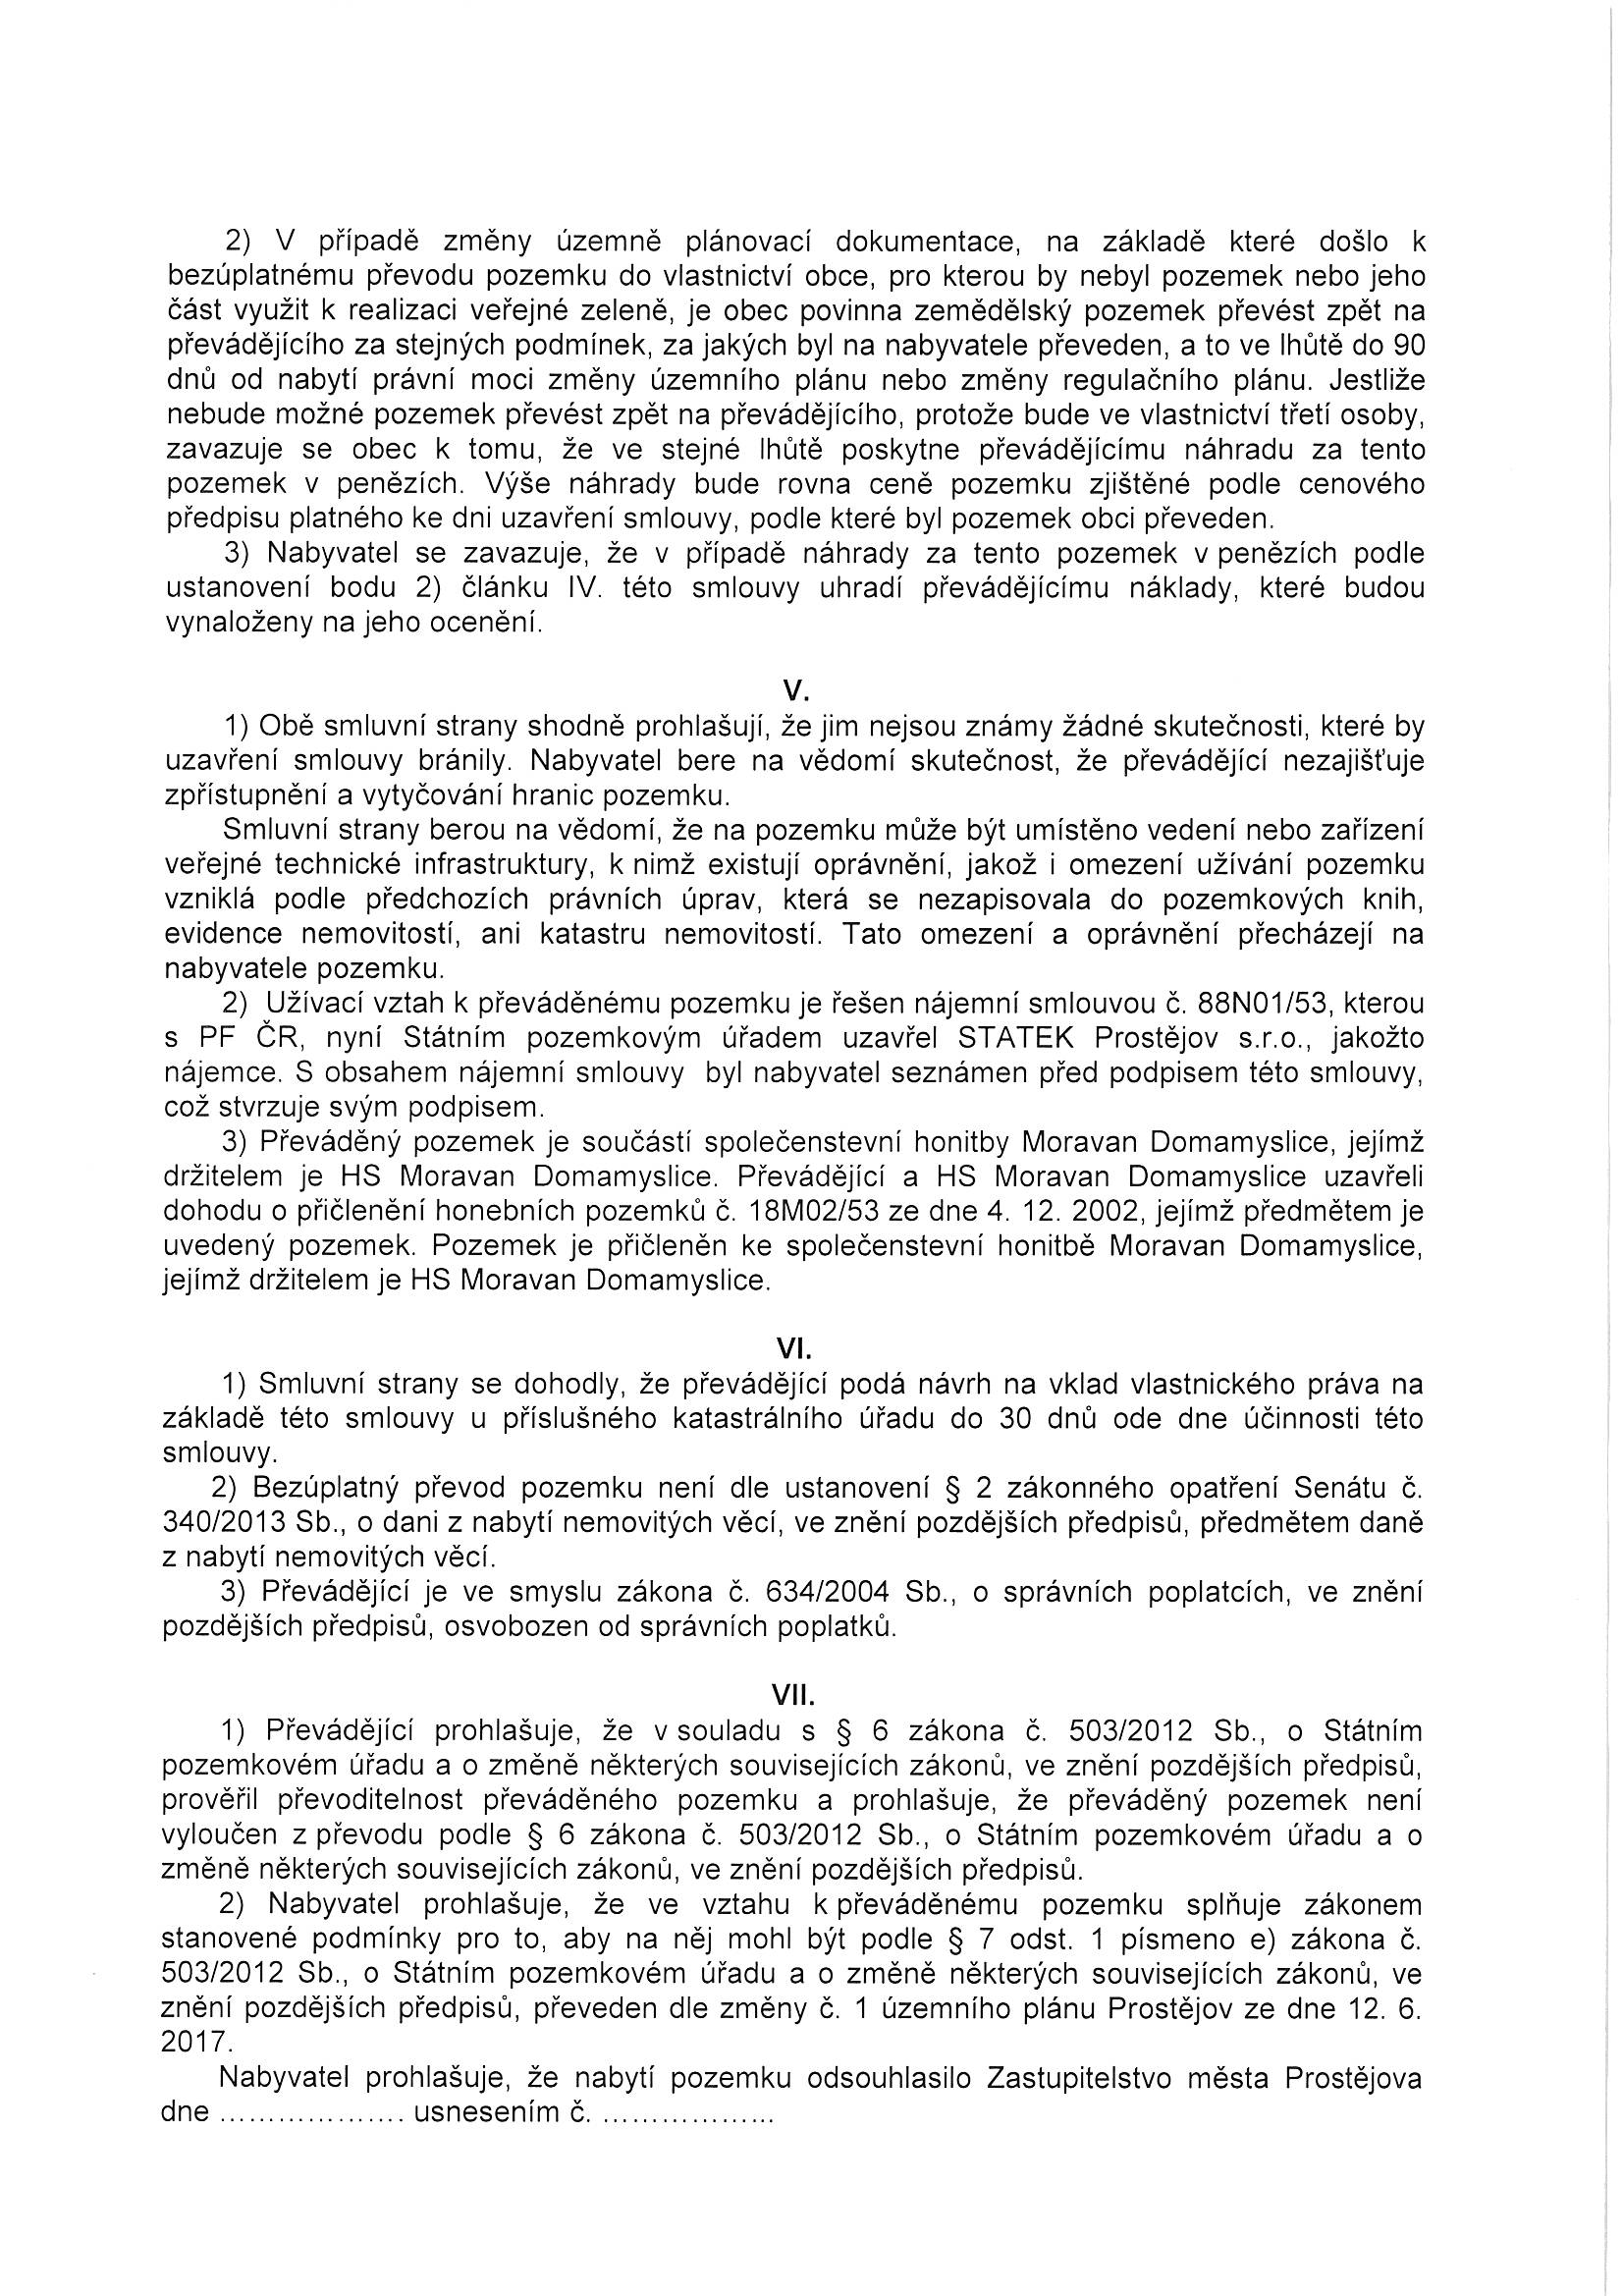 2) V případě změny územně plánovací dokumentace, na základě které došlo k
bezúplatnému převodu pozemku do vlastnictví obce, pro kterou by nebyl pozemek nebo jeho
část využit k realizaci veřejné zeleně, je obec povinna zemědělský pozemek převést zpět na
převádějícího za stejných podmínek, za jakých byl na nabyvatele převeden, a to ve lhůtě do 90
dnů od nabytí právní moci změny územního plánu nebo změny regulačního plánu. Jestliže
nebude možné pozemek převést zpět na převádějícího, protože bude ve vlastnictví třetí osoby,
zavazuje se obec k tomu, že ve stejné lhůtě poskytne převádějícímu náhradu za tento
pozemek v penězích. Výše náhrady bude rovna ceně pozemku zjištěné podle cenového
předpisu platného ke dni uzavření smlouvy, podle které byl pozemek obci převeden.
3) Nabyvatel se zavazuje, že v případě náhrady za tento pozemek v penězích podle
ustanovení bodu 2) článku IV. této smlouvy uhradí převádějícímu náklady, které budou
vynaloženy na jeho ocenění.
V.
1) Obě smluvní strany shodně prohlašují, že jim nejsou známy žádné skutečnosti, které by
uzavření smlouvy bránily. Nabyvatel bere na vědomí skutečnost, že převádějící nezajišťuje
zpřístupnění a vytyčování hranic pozemku.
Smluvní strany berou na vědomí, že na pozemku může být umístěno vedení nebo zařízení
veřejné technické infrastruktury, k nimž existují oprávnění, jakož i omezení užívání pozemku
vzniklá podle předchozích právních úprav, která se nezapisovala do pozemkových knih,
evidence nemovitostí, ani katastru nemovitostí. Tato omezení a oprávnění přecházejí na
nabyvatele pozemku.
2) Užívací vztah k převáděnému pozemku je řešen nájemní smlouvou č. 88N01/53, kterou
s PF ČR, nyní Státním pozemkovým úřadem uzavřel STATEK Prostějov s.r.o., jakožto
nájemce. S obsahem nájemní smlouvy byl nabyvatel seznámen před podpisem této smlouvy,
což stvrzuje svým podpisem.
3) Převáděný pozemek je součástí společenstevní honitby Moravan Domamyslice, jejímž
držitelem je HS Moravan Domamyslice. Převádějící a HS Moravan Domamyslice uzavřeli
dohodu o přičlenění honebních pozemků č. 18M02/53 ze dne 4. 12. 2002, jejímž předmětem je
uvedený pozemek. Pozemek je přičleněn ke společenstevní honitbě Moravan Domamyslice,
jejímž držitelem je HS Moravan Domamyslice.
VI.
1) Smluvní strany se dohodly, že převádějící podá návrh na vklad vlastnického práva na
základě této smlouvy u příslušného katastrálního úřadu do 30 dnů ode dne účinnosti této
smlouvy.
2) Bezúplatný převod pozemku není dle ustanovení § 2 zákonného opatření Senátu č.
340/2013 Sb., o dani z nabytí nemovitých věcí, ve znění pozdějších předpisů, předmětem daně
z nabytí nemovitých věcí.
3) Převádějící je ve smyslu zákona č. 634/2004 Sb., o správních poplatcích, ve znění
pozdějších předpisů, osvobozen od správních poplatků.
VII.
1) Převádějící prohlašuje, že v souladu s § 6 zákona č. 503/2012 Sb., o Státním
pozemkovém úřadu a o změně některých souvisejících zákonů, ve znění pozdějších předpisů,
prověřil převoditelnost převáděného pozemku a prohlašuje, že převáděný pozemek není
vyloučen z převodu podle § 6 zákona č. 503/2012 Sb., o Státním pozemkovém úřadu a o
změně některých souvisejících zákonů, ve znění pozdějších předpisů.
2) Nabyvatel prohlašuje, že ve vztahu k převáděnému pozemku splňuje zákonem
stanovené podmínky pro to, aby na něj mohl být podle § 7 odst. 1 písmeno e) zákona č.
503/2012 Sb., o Státním pozemkovém úřadu a o změně některých souvisejících zákonů, ve
znění pozdějších předpisů, převeden dle změny č. 1 územního plánu Prostějov ze dne 12. 6.
2017.
Nabyvatel prohlašuje, že nabytí pozemku odsouhlasilo Zastupitelstvo města Prostějova
dne ................... usnesením č. ..................